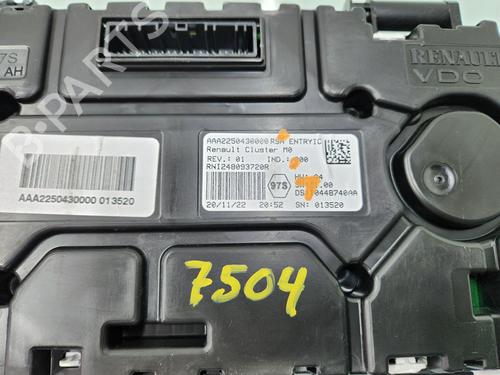 97S
AH
RENAULT
VDO
AAA2250430000 RSA ENTRYIC
Renault Cluster M0
REV.: 01 IND.: 000
RNI248093720R
97S
20/11/22 20:52 SN: 013520
AAA2250430000 013520
7504
B-PARTS